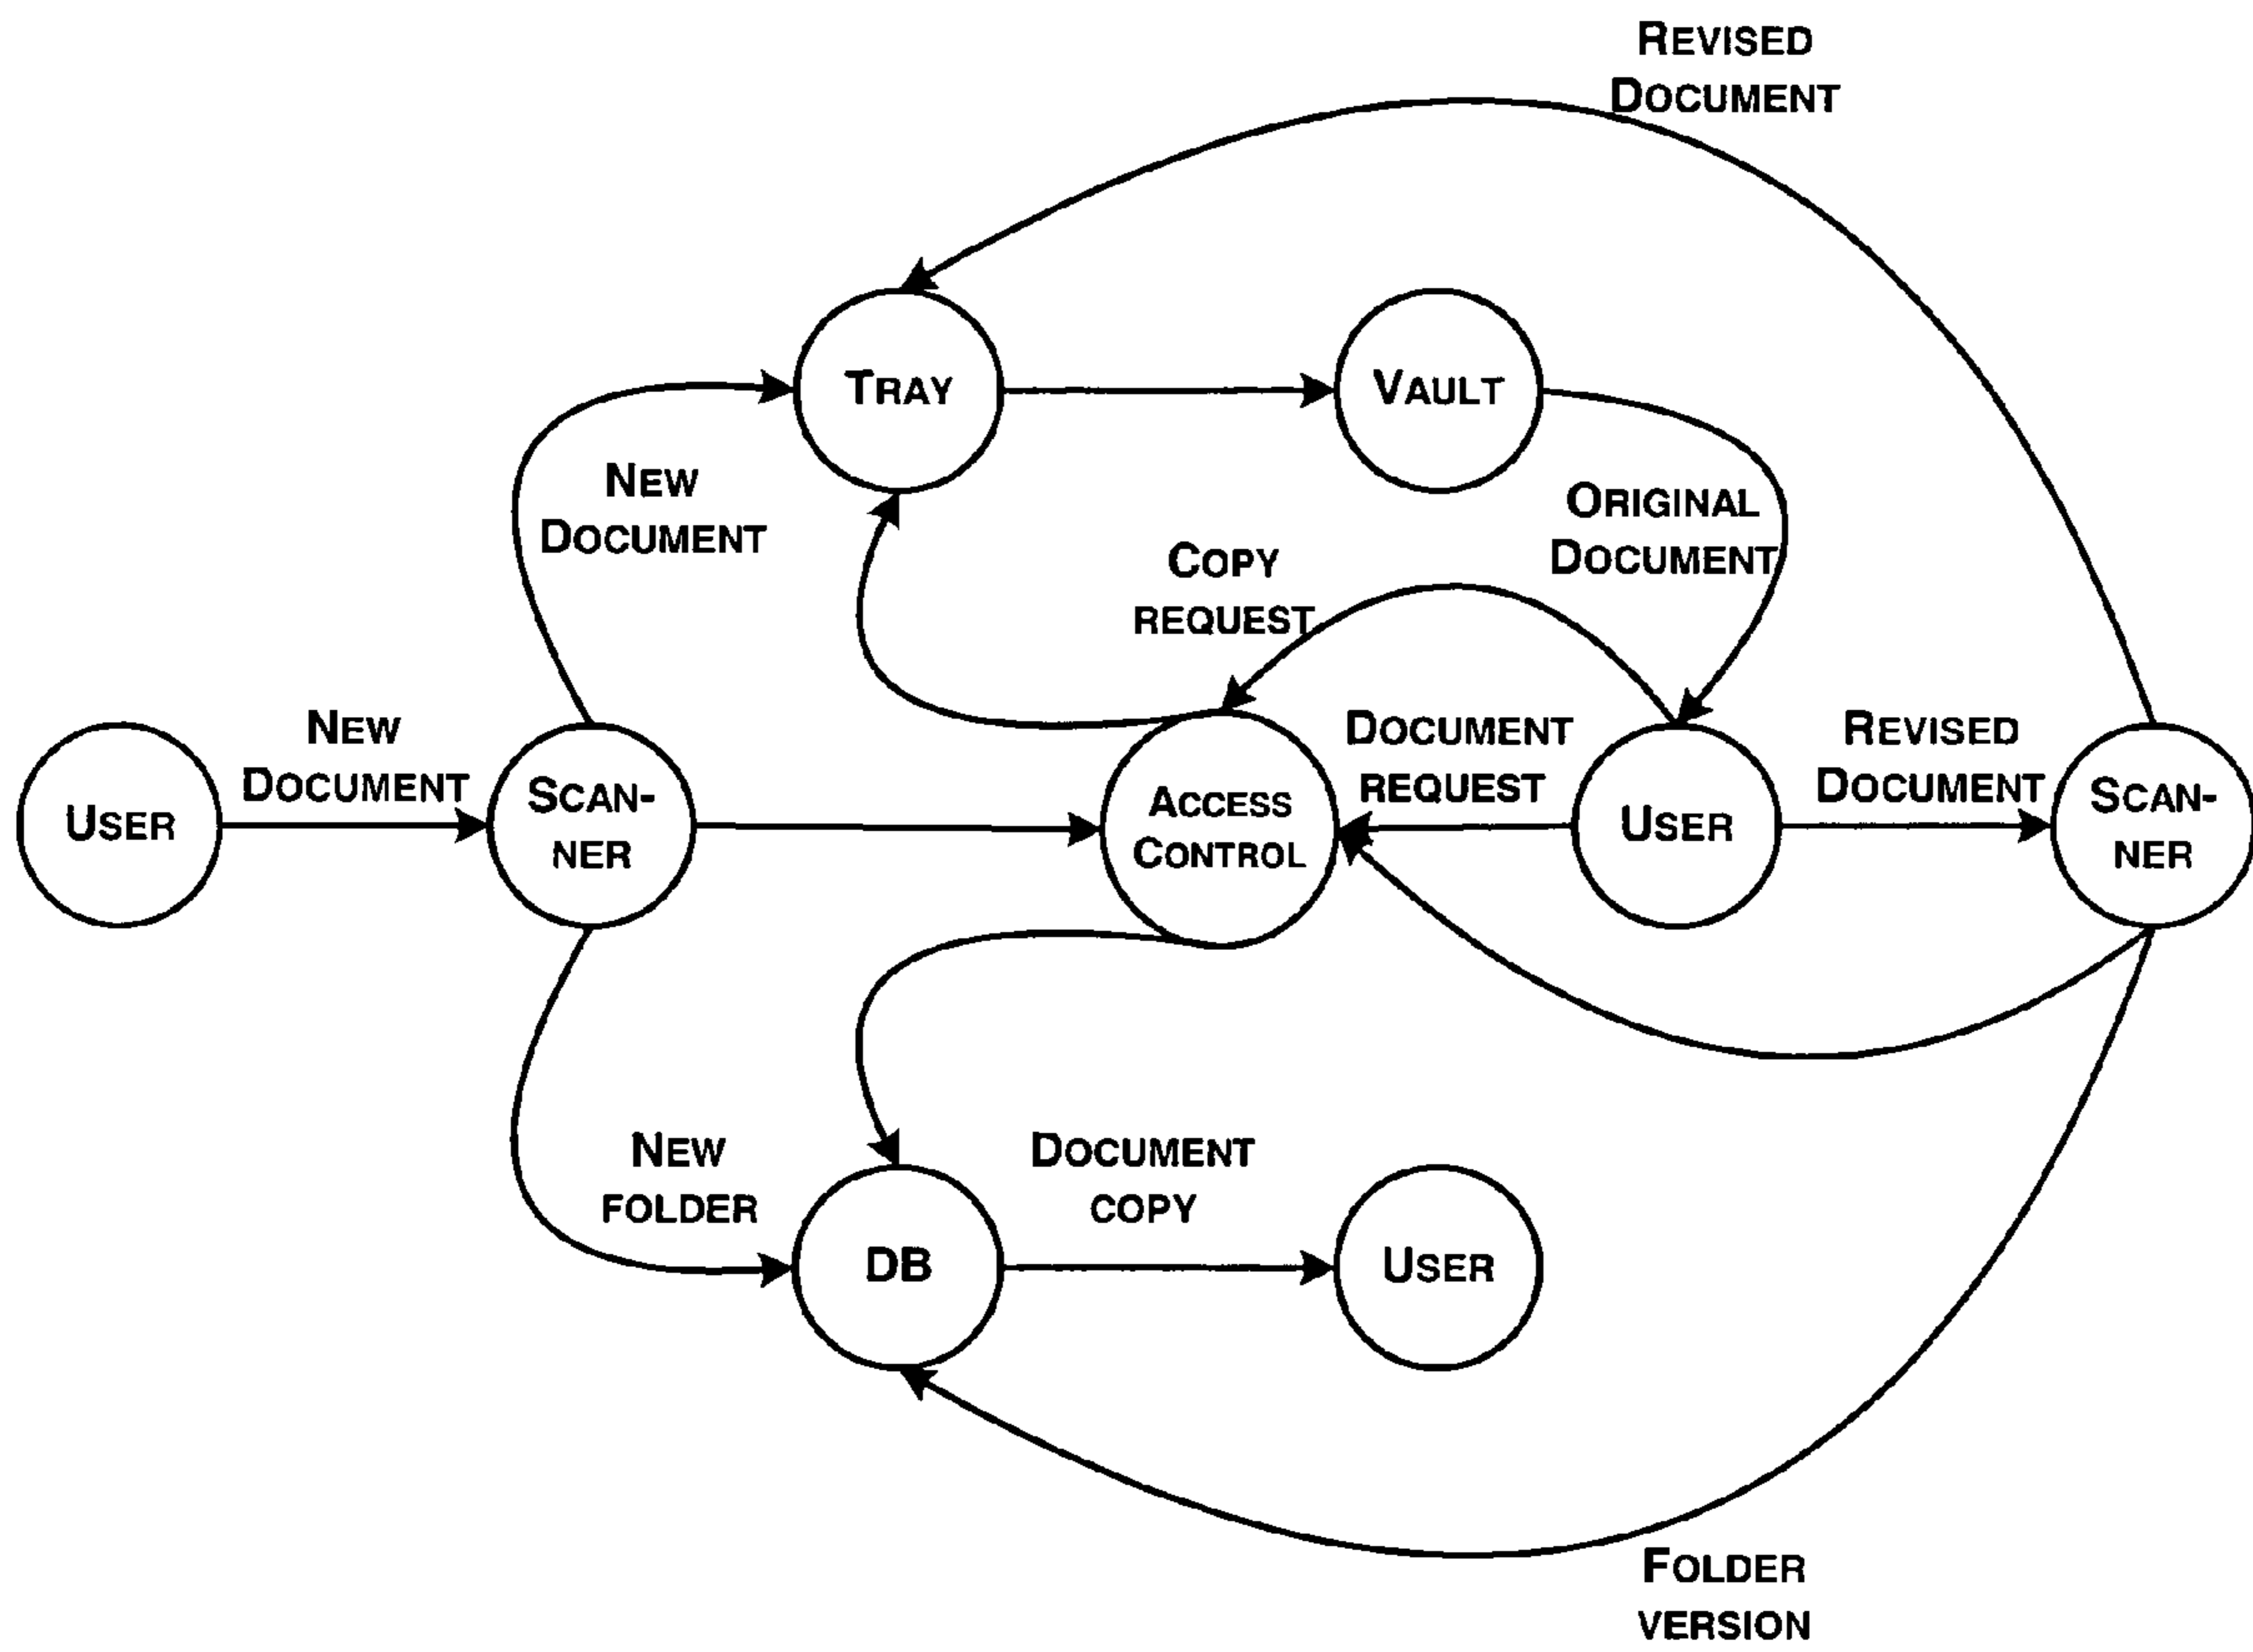 REVISED
DOCUMENT
TRAY
VAULT
NEW
DOCUMENT
ORIGINAL
DOCUMENT
COPY
REQUEST
NEW
DOCUMENT
DOCUMENT
REQUEST
REVISED
DOCUMENT
USER
SCAN-
NER
ACCESS
CONTROL
USER
SCAN-
NER
NEW
FOLDER
DOCUMENT
COPY
DB
USER
FOLDER
VERSION